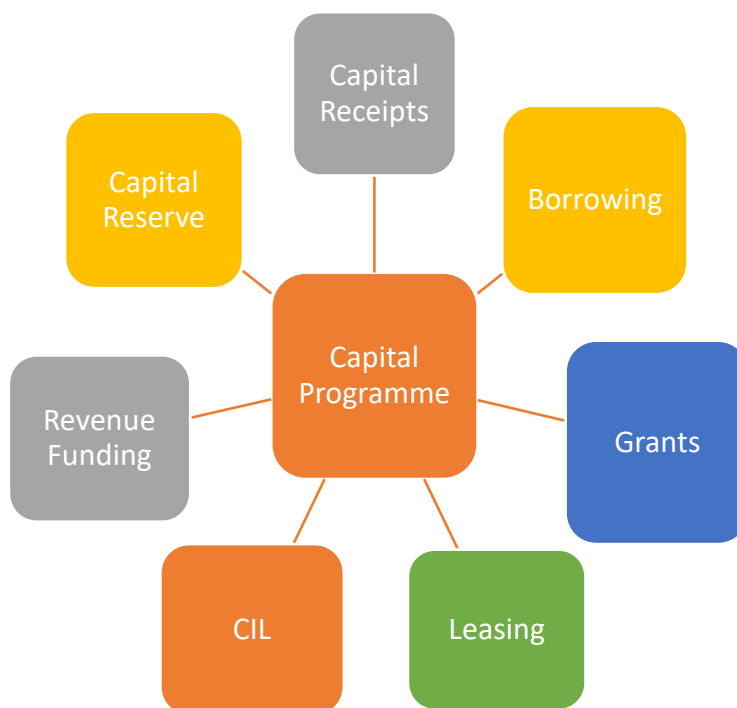 Capital
Receipts
Capital
Reserve
Borrowing
Capital
Programme
Revenue
Funding
Grants
CIL
Leasing